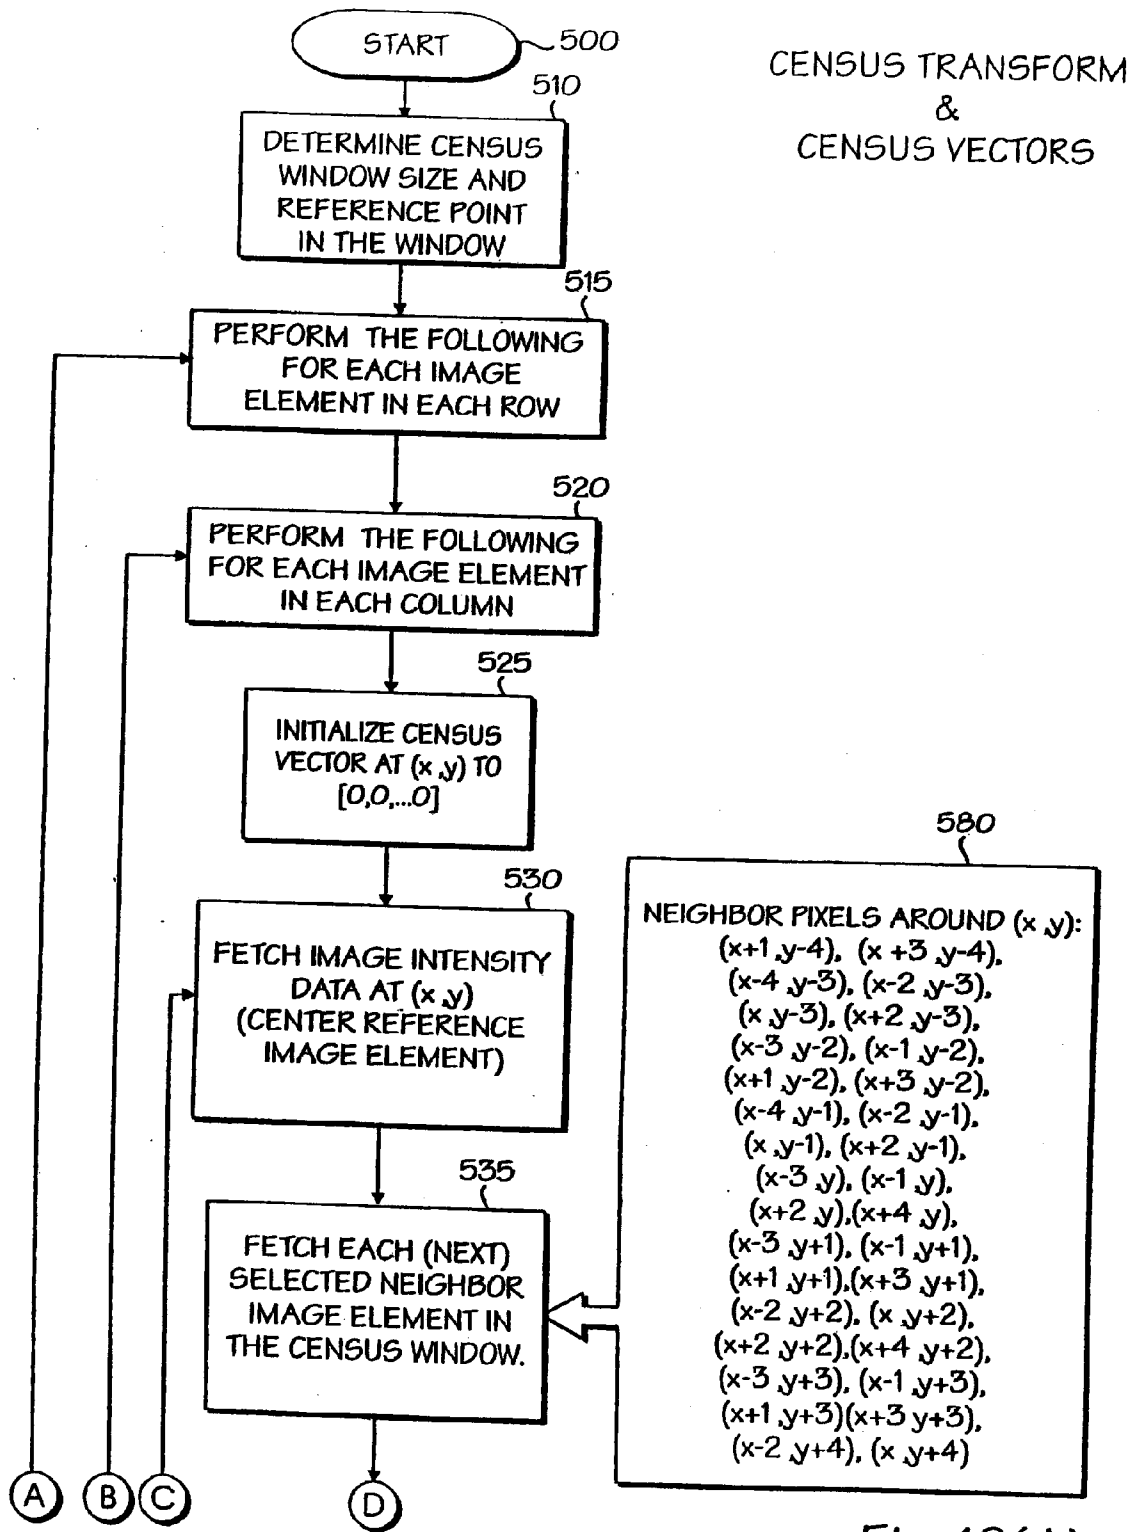 START
500
CENSUS TRANSFORM
&
CENSUS VECTORS
510
DETERMINE CENSUS
WINDOW SIZE AND
REFERENCE POINT
IN THE WINDOW
515
PERFORM THE FOLLOWING
FOR EACH IMAGE
ELEMENT IN EACH ROW
520
PERFORM THE FOLLOWING
FOR EACH IMAGE ELEMENT
IN EACH COLUMN
525
INITIALIZE CENSUS
VECTOR AT (x,y) TO
[0,0,...0]
530
FETCH IMAGE INTENSITY
DATA AT (x,y)
(CENTER REFERENCE
IMAGE ELEMENT)
535
FETCH EACH (NEXT)
SELECTED NEIGHBOR
IMAGE ELEMENT IN
THE CENSUS WINDOW.
580
NEIGHBOR PIXELS AROUND (x,y):
(x+1,y-4), (x+3,y-4),
(x-4,y-3), (x-2,y-3),
(x,y-3), (x+2,y-3),
(x-3,y-2), (x-1,y-2),
(x+1,y-2), (x+3,y-2),
(x-4,y-1), (x-2,y-1),
(x,y-1), (x+2,y-1),
(x-3,y), (x-1,y),
(x+2,y),(x+4,y),
(x-3,y+1), (x-1,y+1),
(x+1,y+1),(x+3,y+1),
(x-2,y+2), (x,y+2),
(x+2,y+2),(x+4,y+2),
(x-3,y+3), (x-1,y+3),
(x+1,y+3)(x+3y+3),
(x-2,y+4), (x,y+4)
A
B
C
D